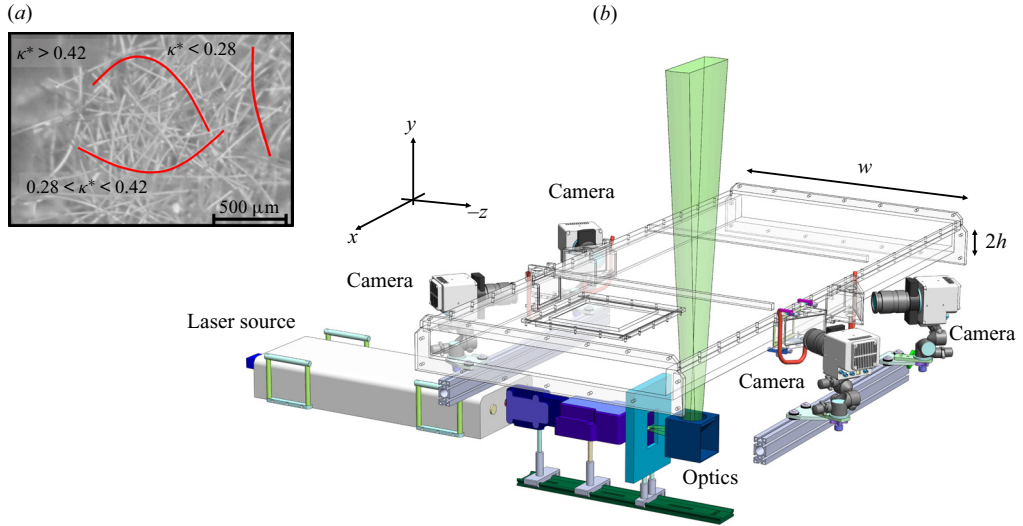 (a)
(b)
κ* > 0.42
κ* < 0.28
0.28 < κ* < 0.42
500 μm
y
x
–z
w
2h
Camera
Camera
Laser source
Camera
Camera
Optics